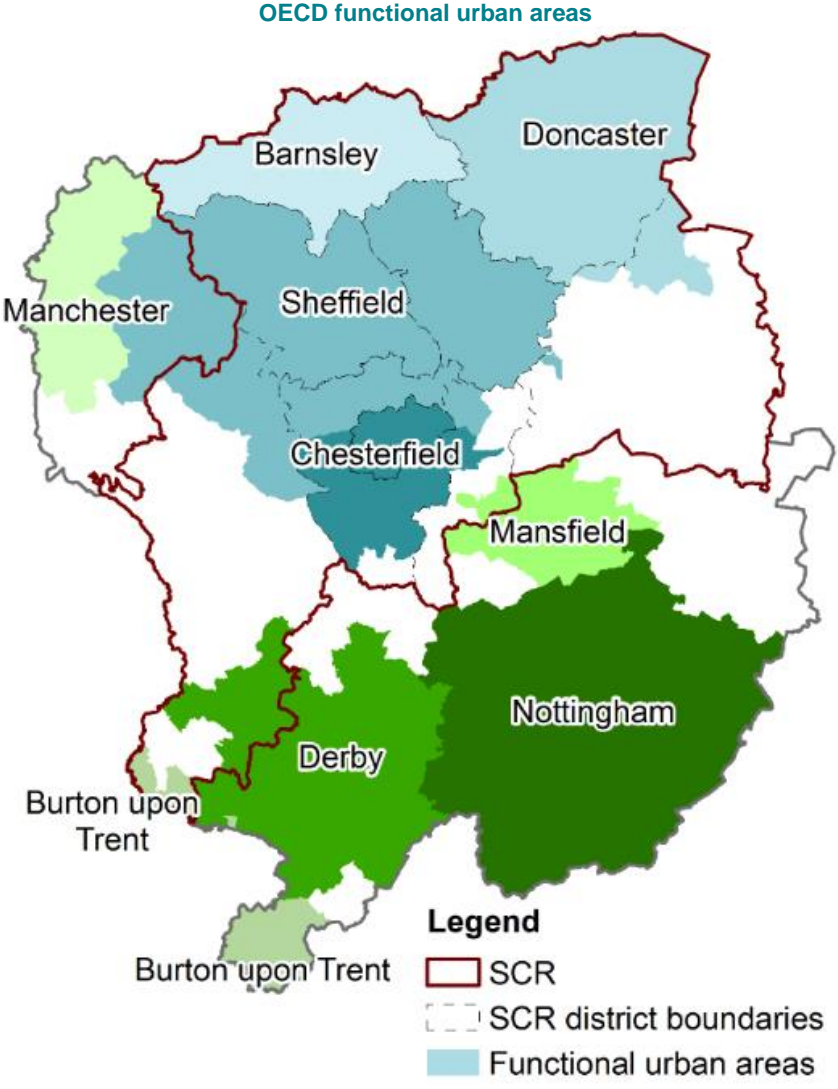 OECD functional urban areas
Doncaster
Barnsley
Manchester
Sheffield
Chesterfield
Mansfield
Nottingham
Derby
Burton upon
Trent
Burton upon Trent
Legend
SCR
SCR district boundaries
Functional urban areas